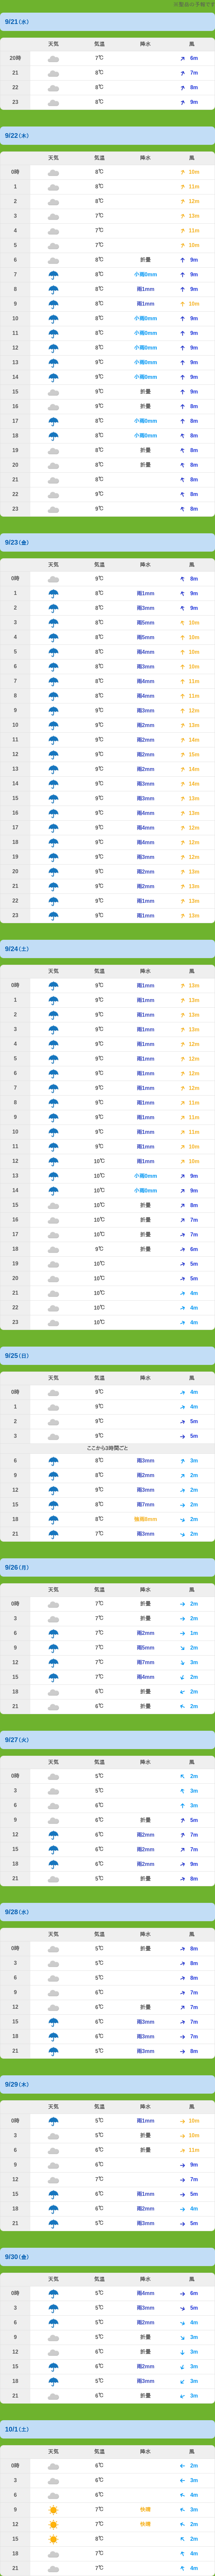 ※要点の予報です
9/21(水)
天気 気温 降水 風
20時 7℃ 6m
21 8℃ 7m
22 8℃ 8m
23 8℃ 9m
9/22(木)
天気 気温 降水 風
0時 8℃ 10m
1 8℃ 11m
2 8℃ 12m
3 7℃ 13m
4 7℃ 11m
5 7℃ 10m
6 8℃ 折曇 9m
7 8℃ 小雨0mm 9m
8 8℃ 雨1mm 9m
9 8℃ 雨1mm 10m
10 8℃ 小雨0mm 9m
11 9℃ 小雨0mm 9m
12 8℃ 小雨0mm 9m
13 9℃ 小雨0mm 9m
14 9℃ 小雨0mm 9m
15 9℃ 折曇 9m
16 9℃ 折曇 8m
17 8℃ 小雨0mm 8m
18 8℃ 小雨0mm 8m
19 8℃ 折曇 8m
20 8℃ 折曇 8m
21 8℃ 8m
22 9℃ 8m
23 9℃ 8m
9/23(金)
天気 気温 降水 風
0時 9℃ 8m
1 8℃ 雨1mm 9m
2 8℃ 雨3mm 9m
3 8℃ 雨5mm 10m
4 8℃ 雨5mm 10m
5 8℃ 雨4mm 10m
6 8℃ 雨3mm 10m
7 8℃ 雨4mm 11m
8 8℃ 雨4mm 11m
9 9℃ 雨3mm 12m
10 9℃ 雨2mm 13m
11 9℃ 雨2mm 14m
12 9℃ 雨2mm 15m
13 9℃ 雨2mm 14m
14 9℃ 雨3mm 14m
15 9℃ 雨3mm 13m
16 9℃ 雨4mm 13m
17 9℃ 雨4mm 12m
18 9℃ 雨4mm 12m
19 9℃ 雨3mm 12m
20 9℃ 雨2mm 13m
21 9℃ 雨2mm 13m
22 9℃ 雨1mm 13m
23 9℃ 雨1mm 13m
9/24(土)
天気 気温 降水 風
0時 9℃ 雨1mm 13m
1 9℃ 雨1mm 13m
2 9℃ 雨1mm 13m
3 9℃ 雨1mm 13m
4 9℃ 雨1mm 12m
5 9℃ 雨1mm 12m
6 9℃ 雨1mm 12m
7 9℃ 雨1mm 12m
8 9℃ 雨1mm 11m
9 9℃ 雨1mm 11m
10 9℃ 雨1mm 11m
11 9℃ 雨1mm 10m
12 10℃ 雨1mm 10m
13 10℃ 小雨0mm 9m
14 10℃ 小雨0mm 9m
15 10℃ 折曇 8m
16 10℃ 折曇 7m
17 10℃ 折曇 7m
18 9℃ 折曇 6m
19 10℃ 5m
20 10℃ 5m
21 10℃ 4m
22 10℃ 4m
23 10℃ 4m
9/25(日)
天気 気温 降水 風
0時 9℃ 4m
1 9℃ 4m
2 9℃ 5m
3 9℃ 5m
ここから3時間ごと
6 8℃ 雨3mm 3m
9 8℃ 雨2mm 2m
12 9℃ 雨3mm 2m
15 8℃ 雨7mm 2m
18 8℃ 強雨8mm 2m
21 7℃ 雨3mm 2m
9/26(月)
天気 気温 降水 風
0時 7℃ 折曇 2m
3 7℃ 折曇 2m
6 7℃ 雨2mm 1m
9 7℃ 雨5mm 2m
12 7℃ 雨7mm 3m
15 7℃ 雨4mm 2m
18 6℃ 折曇 2m
21 6℃ 折曇 2m
9/27(火)
天気 気温 降水 風
0時 5℃ 2m
3 5℃ 3m
6 6℃ 3m
9 6℃ 折曇 5m
12 6℃ 雨2mm 7m
15 6℃ 雨2mm 7m
18 6℃ 雨2mm 9m
21 5℃ 折曇 8m
9/28(水)
天気 気温 降水 風
0時 5℃ 折曇 8m
3 5℃ 8m
6 5℃ 8m
9 6℃ 7m
12 7℃ 折曇 7m
15 6℃ 雨3mm 7m
18 6℃ 雨3mm 7m
21 5℃ 雨3mm 8m
9/29(木)
天気 気温 降水 風
0時 5℃ 雨1mm 10m
3 5℃ 折曇 10m
6 6℃ 折曇 11m
9 6℃ 9m
12 7℃ 7m
15 6℃ 雨1mm 5m
18 6℃ 雨2mm 4m
21 5℃ 雨3mm 5m
9/30(金)
天気 気温 降水 風
0時 5℃ 雨4mm 6m
3 5℃ 雨3mm 5m
6 5℃ 雨2mm 4m
9 6℃ 折曇 3m
12 6℃ 折曇 3m
15 6℃ 雨2mm 3m
18 5℃ 雨3mm 3m
21 6℃ 折曇 3m
10/1(土)
天気 気温 降水 風
0時 6℃ 2m
3 6℃ 3m
6 6℃ 4m
9 7℃ 快晴 3m
12 7℃ 快晴 2m
15 8℃ 2m
18 7℃ 4m
21 7℃ 4m